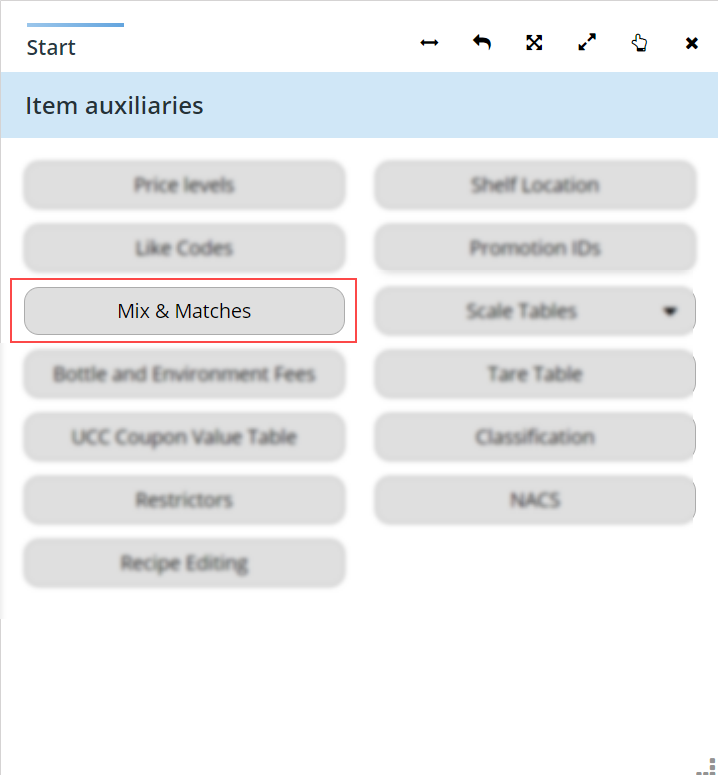 Start
Item auxiliaries
Price levels
Shelf Location
Like Codes
Promotion IDs
Mix & Matches
Scale Tables
Bottle and Environment Fees
Tare Table
UCC Coupon Value Table
Classification
Restrictors
NACS
Recipe Editing